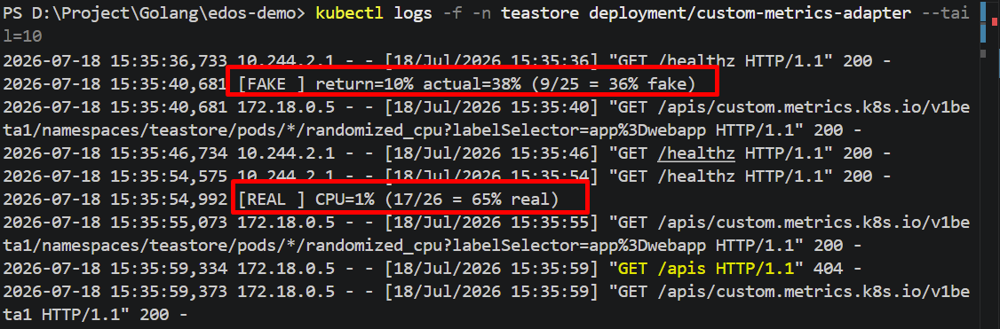 PS D:\Project\Golang\edos-demo> kubectl logs -f -n teastore deployment/custom-metrics-adapter --tai
l=10
2026-07-18 15:35:36,733 10.244.2.1 - - [18/Jul/2026 15:35:36] "GET /healthz HTTP/1.1" 200 -
2026-07-18 15:35:40,681 [FAKE ] return=10% actual=38% (9/25 = 36% fake)
2026-07-18 15:35:40,681 172.18.0.5 - - [18/Jul/2026 15:35:40] "GET /apis/custom.metrics.k8s.io/v1be
ta1/namespaces/teastore/pods/*/randomized_cpu?labelSelector=app%3Dwebapp HTTP/1.1" 200 -
2026-07-18 15:35:46,734 10.244.2.1 - - [18/Jul/2026 15:35:46] "GET /healthz HTTP/1.1" 200 -
2026-07-18 15:35:54,575 10.244.2.1 - - [18/Jul/2026 15:35:54] "GET /healthz HTTP/1.1" 200 -
2026-07-18 15:35:54,992 [REAL ] CPU=1% (17/26 = 65% real)
2026-07-18 15:35:55,073 172.18.0.5 - - [18/Jul/2026 15:35:55] "GET /apis/custom.metrics.k8s.io/v1be
ta1/namespaces/teastore/pods/*/randomized_cpu?labelSelector=app%3Dwebapp HTTP/1.1" 200 -
2026-07-18 15:35:59,334 172.18.0.5 - - [18/Jul/2026 15:35:59] "GET /apis HTTP/1.1" 404 -
2026-07-18 15:35:59,373 172.18.0.5 - - [18/Jul/2026 15:35:59] "GET /apis/custom.metrics.k8s.io/v1be
ta1 HTTP/1.1" 200 -